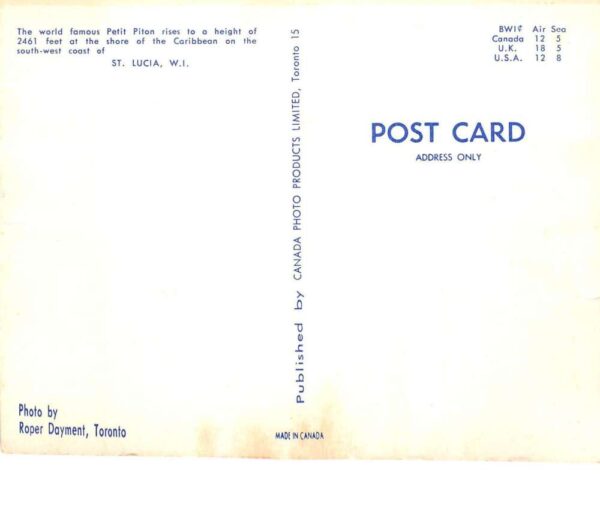 The world famous Petit Piton rises to a height of
2461 feet at the shore of the Caribbean on the
south-west coast of
ST. LUCIA, W.I.
Photo by
Roper Dayment, Toronto
Published by CANADA PHOTO PRODUCTS LIMITED, Toronto 15
MADE IN CANADA
BWI¢ Air Sea
Canada 12 5
U.K. 18 5
U.S.A. 12 8
POST CARD
ADDRESS ONLY